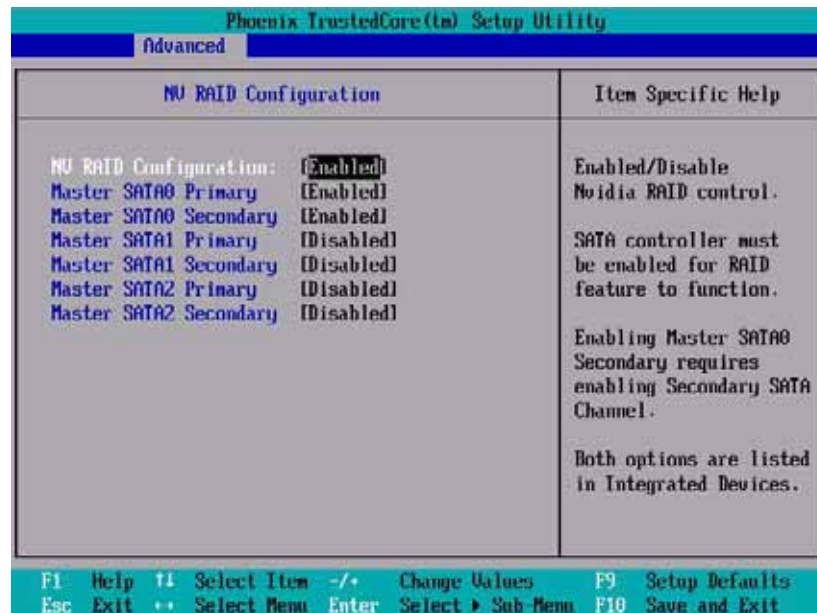 Phoenix TrustedCore(tm) Setup Utility
Advanced
NV RAID Configuration
Item Specific Help
NV RAID Configuration: [Enabled]
Master SATA0 Primary [Enabled]
Master SATA0 Secondary [Enabled]
Master SATA1 Primary [Disabled]
Master SATA1 Secondary [Disabled]
Master SATA2 Primary [Disabled]
Master SATA2 Secondary [Disabled]
Enabled/Disable
Nvidia RAID control.
SATA controller must
be enabled for RAID
feature to function.
Enabling Master SATA0
Secondary requires
enabling Secondary SATA
Channel.
Both options are listed
in Integrated Devices.
F1 Help ↑↓ Select Item -/+ Change Values F9 Setup Defaults
Esc Exit ↔ Select Menu Enter Select ▶ Sub-Menu F10 Save and Exit